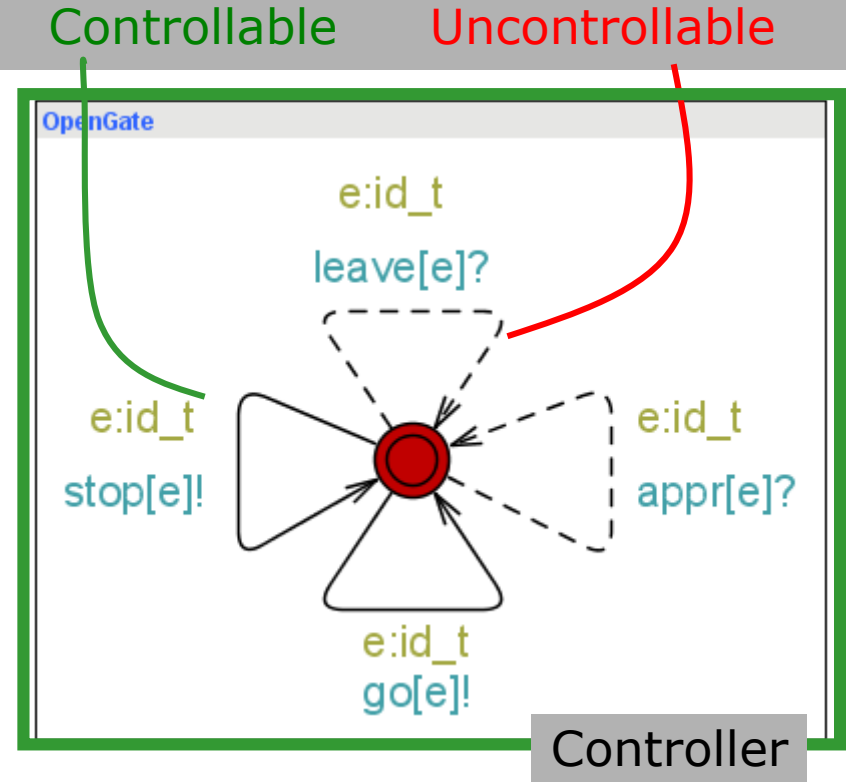 Controllable
Uncontrollable
OpenGate
e:id_t
leave[e]?
e:id_t
stop[e]!
e:id_t
appr[e]?
e:id_t
go[e]!
Controller